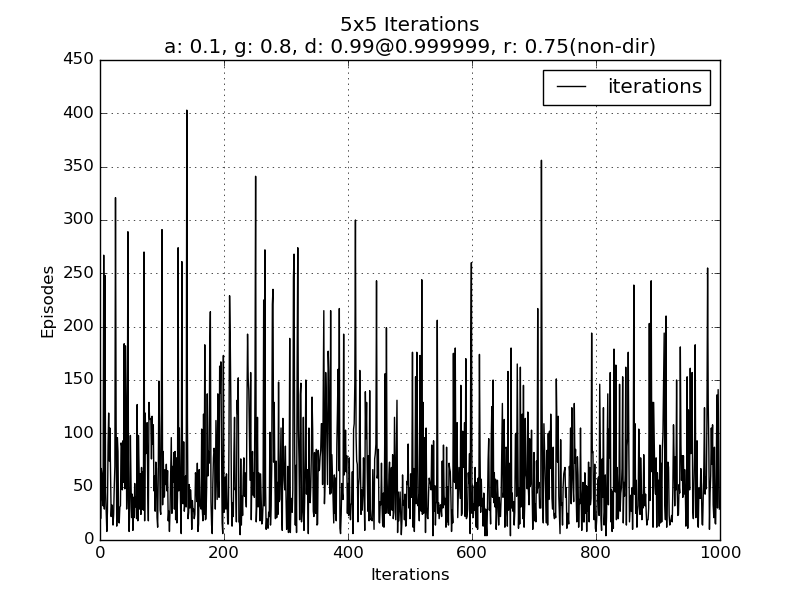 5x5 Iterations
a: 0.1, g: 0.8, d: 0.99@0.999999, r: 0.75(non-dir)
iterations
450
400
350
300
250
200
150
100
50
0
Episodes
0 200 400 600 800 1000
Iterations